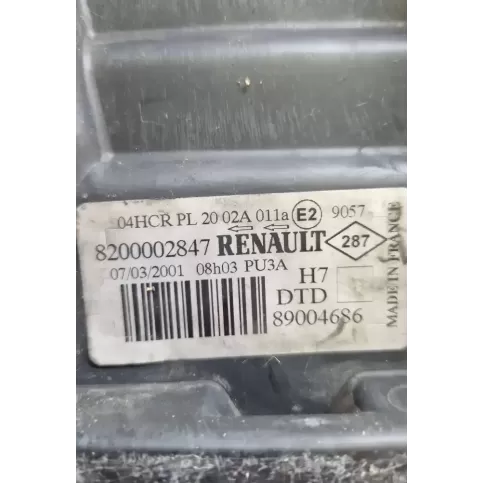 04HCR PL 20 02A 011a E2 9057
8200002847 RENAULT 287
07/03/2001 08h03 PU3A
H7
DTD
89004686
MADE IN FRANCE